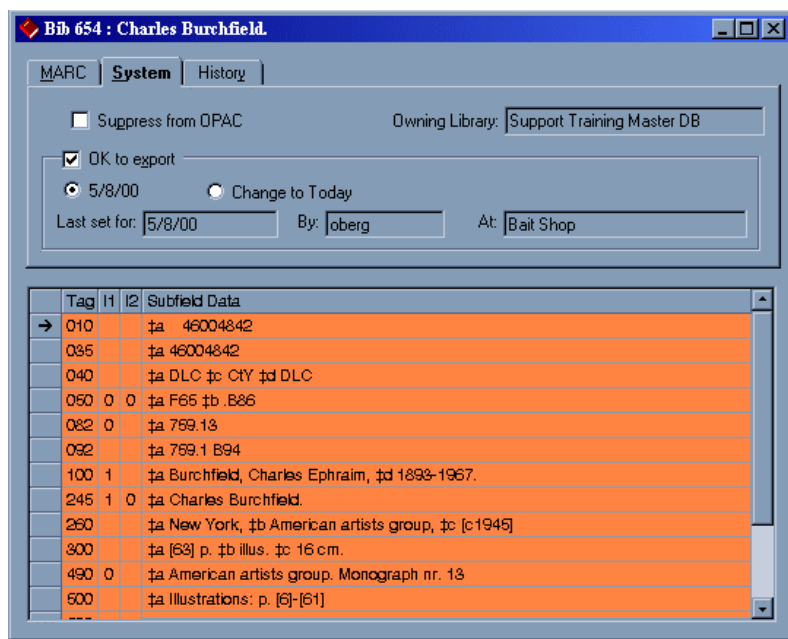 Bib 654 : Charles Burchfield.
MARC System History
Suppress from OPAC Owning Library: Support Training Master DB
OK to export
5/8/00 Change to Today
Last set for: 5/8/00 By: oberg At: Bait Shop
Tag I1 I2 Subfield Data
010 ‡a 46004842
035 ‡a 46004842
040 ‡a DLC ‡c CtY ‡d DLC
050 0 0 ‡a F65 ‡b .B86
082 0 ‡a 759.13
092 ‡a 759.1 B94
100 1 ‡a Burchfield, Charles Ephraim, ‡d 1893-1967.
245 1 0 ‡a Charles Burchfield.
260 ‡a New York, ‡b American artists group, ‡c [c1945]
300 ‡a [63] p. ‡b illus. ‡c 16 cm.
490 0 ‡a American artists group. Monograph nr. 13
500 ‡a Illustrations: p. [6]-[61]